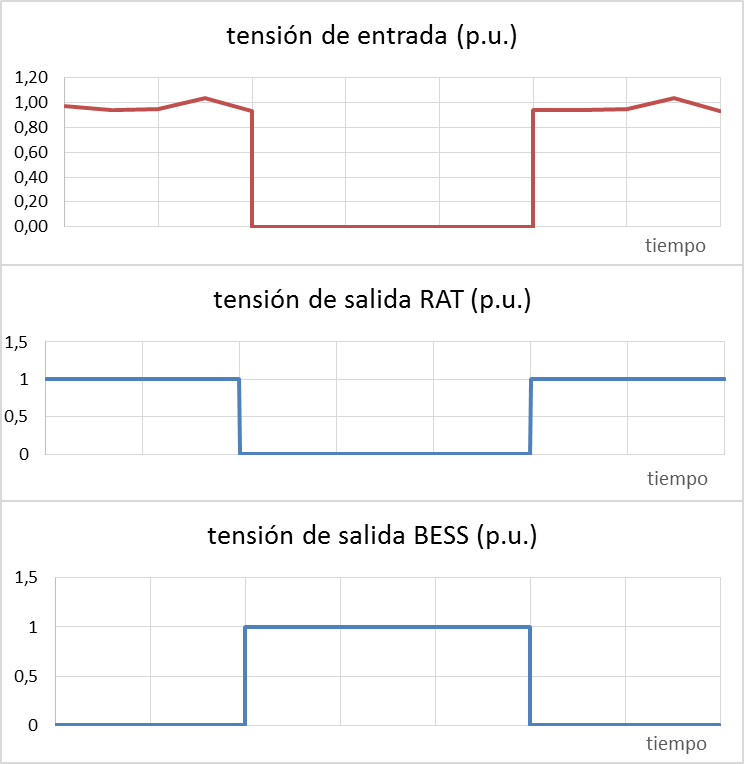 tensión de entrada (p.u.)
1,20
1,00
0,80
0,60
0,40
0,20
0,00
tiempo
tensión de salida RAT (p.u.)
1,5
1
0,5
0
tiempo
tensión de salida BESS (p.u.)
1,5
1
0,5
0
tiempo